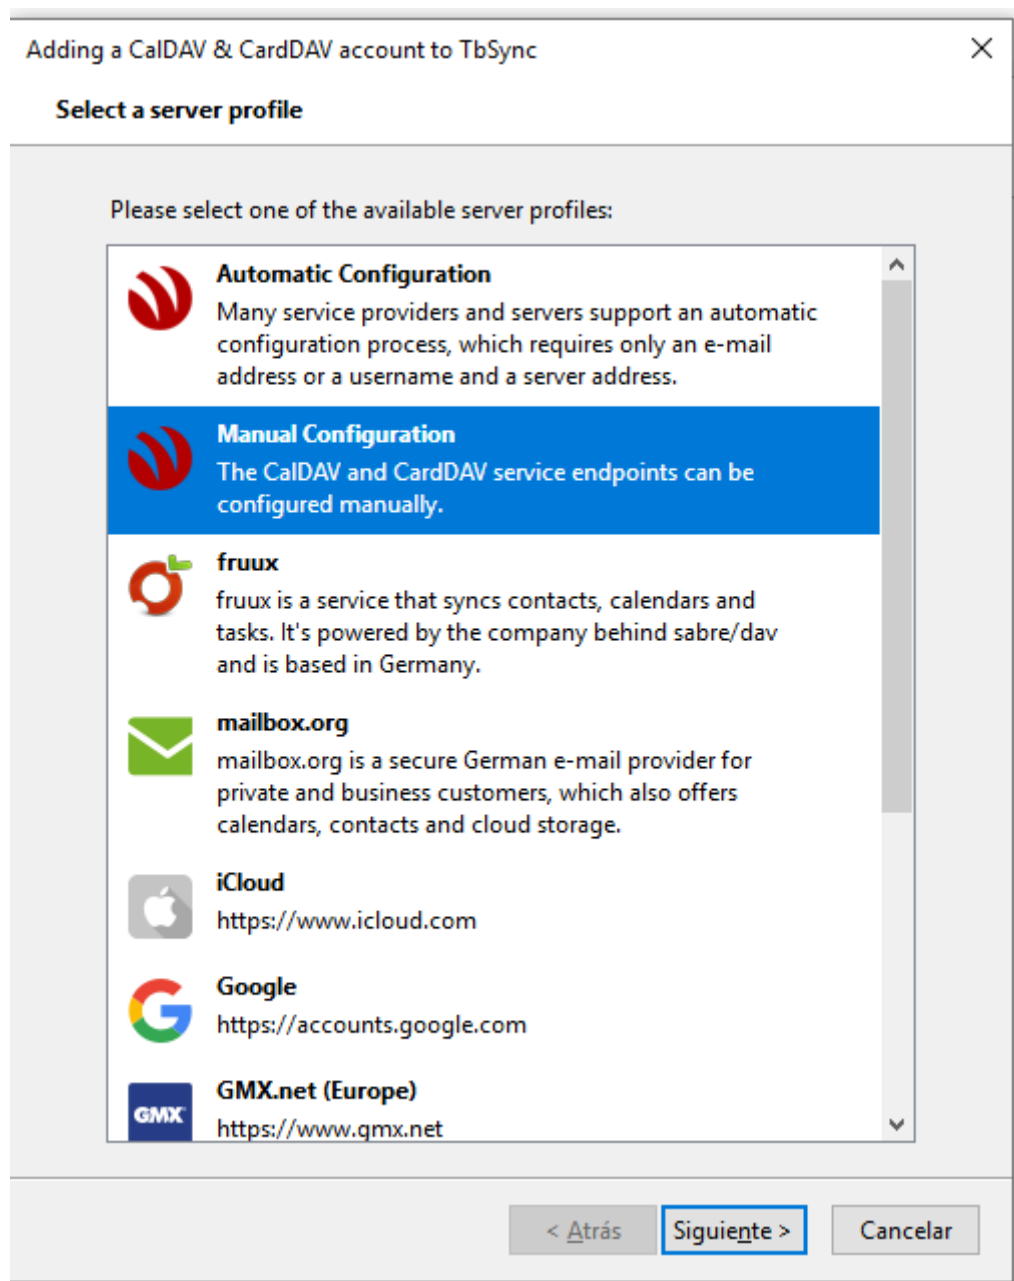 Adding a CalDAV & CardDAV account to TbSync
Select a server profile
Please select one of the available server profiles:
Automatic Configuration
Many service providers and servers support an automatic
configuration process, which requires only an e-mail
address or a username and a server address.
Manual Configuration
The CalDAV and CardDAV service endpoints can be
configured manually.
fruux
fruux is a service that syncs contacts, calendars and
tasks. It's powered by the company behind sabre/dav
and is based in Germany.
mailbox.org
mailbox.org is a secure German e-mail provider for
private and business customers, which also offers
calendars, contacts and cloud storage.
iCloud
https://www.icloud.com
Google
https://accounts.google.com
GMX
GMX.net (Europe)
https://www.gmx.net
< Atrás Siguiente > Cancelar